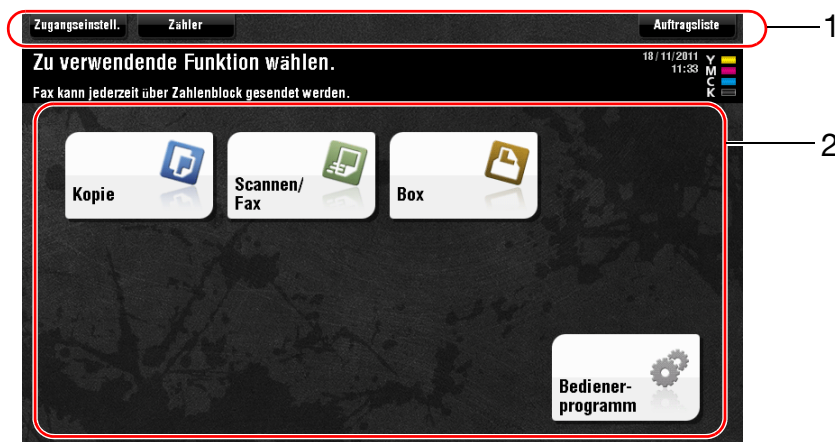 Zugangseinstell. Zähler Auftragsliste 1
Zu verwendende Funktion wählen.
18/11/2011
11:33
Y
M
C
K
Fax kann jederzeit über Zahlenblock gesendet werden.
2
Kopie
Scannen/
Fax
Box
Bediener-
programm